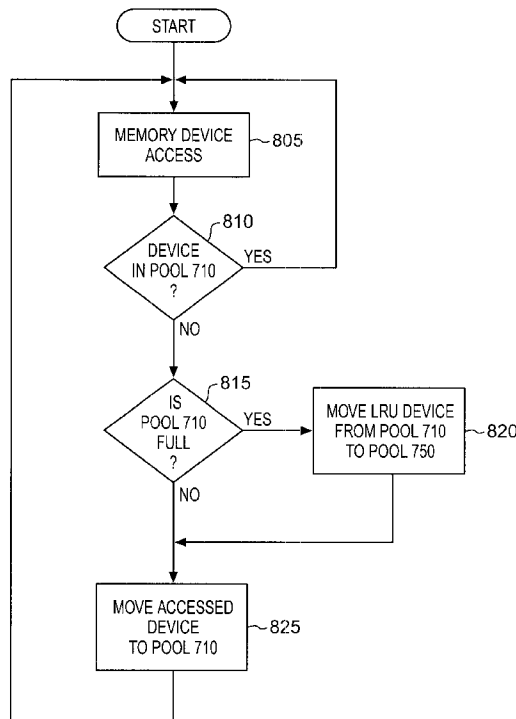 START
MEMORY DEVICE
ACCESS
805
810
DEVICE
IN POOL 710
?
YES
NO
815
IS
POOL 710
FULL
?
YES
NO
MOVE LRU DEVICE
FROM POOL 710
TO POOL 750
820
MOVE ACCESSED
DEVICE
TO POOL 710
825